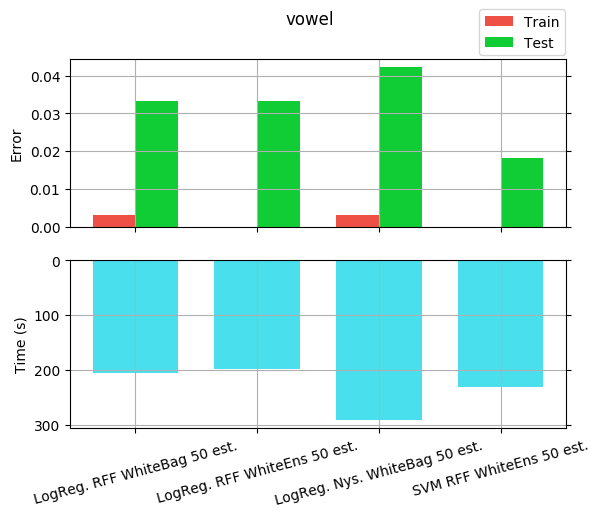 vowel
Train
Test
Error
0.04
0.03
0.02
0.01
0.00
Time (s)
0
100
200
300
LogReg. RFF WhiteBag 50 est.
LogReg. RFF WhiteEns 50 est.
LogReg. Nys. WhiteBag 50 est.
SVM RFF WhiteEns 50 est.